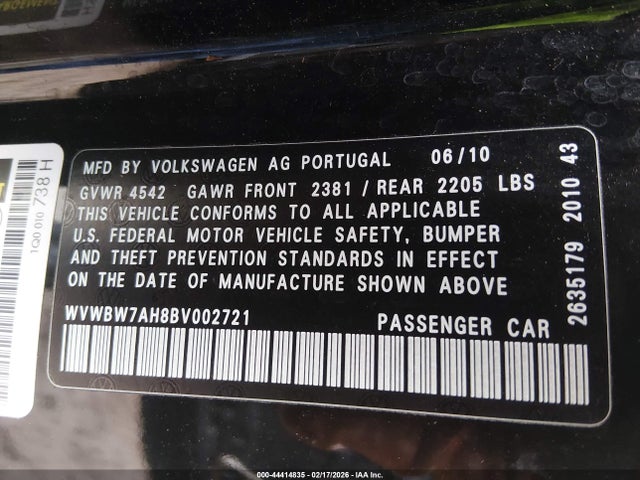 MFD BY VOLKSWAGEN AG PORTUGAL 06/10
GVWR 4542 GAWR FRONT 2381 / REAR 2205 LBS
THIS VEHICLE CONFORMS TO ALL APPLICABLE
U.S. FEDERAL MOTOR VEHICLE SAFETY, BUMPER
AND THEFT PREVENTION STANDARDS IN EFFECT
ON THE DATE OF MANUFACTURE SHOWN ABOVE
WVWBW7AH8BV002721 PASSENGER CAR
2635179 2010 43
1Q0 010 738 H
000-44414835 - 02/17/2026 - IAA Inc.